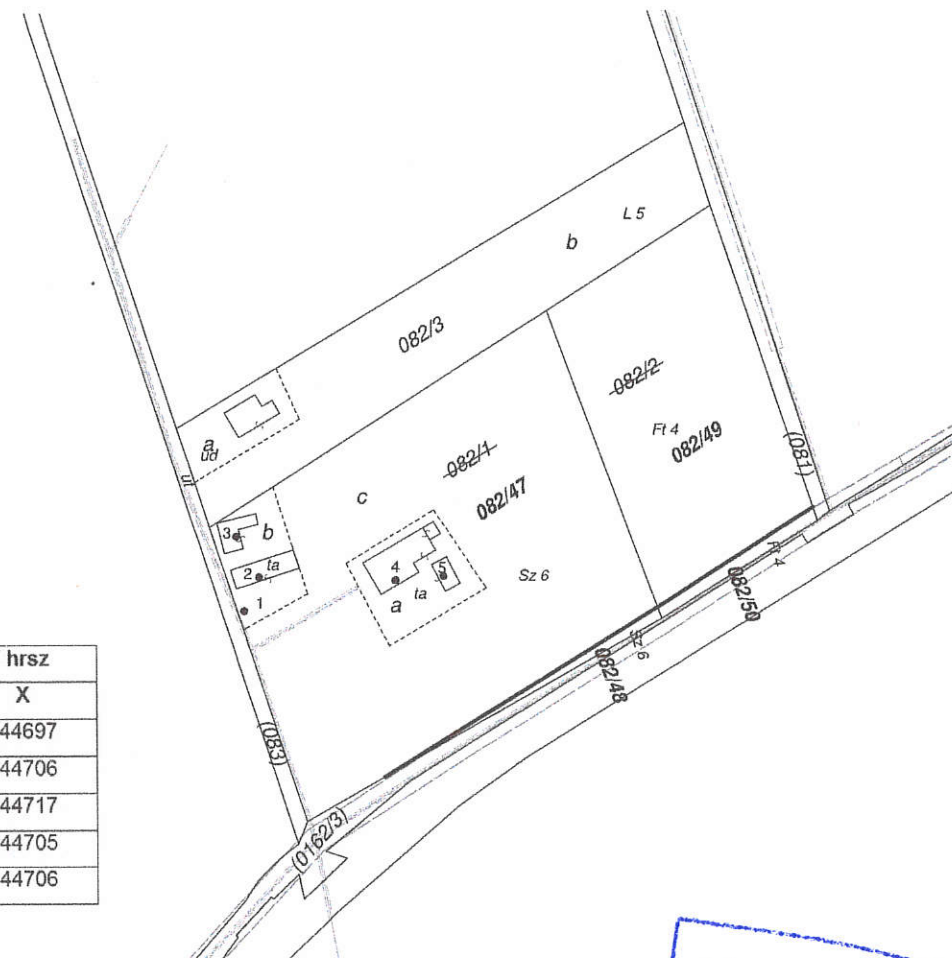 L 5
b
082/3
a
ud
út
082/2
Ft 4
082/49
(081)
082/1
c
082/47
3
b
2
ta
1
4
5
ta
a
Sz 6
Ft 4
082/50
Sz 6
082/48
(083)
(0162/3)
hrsz
X
44697
44706
44717
44705
44706